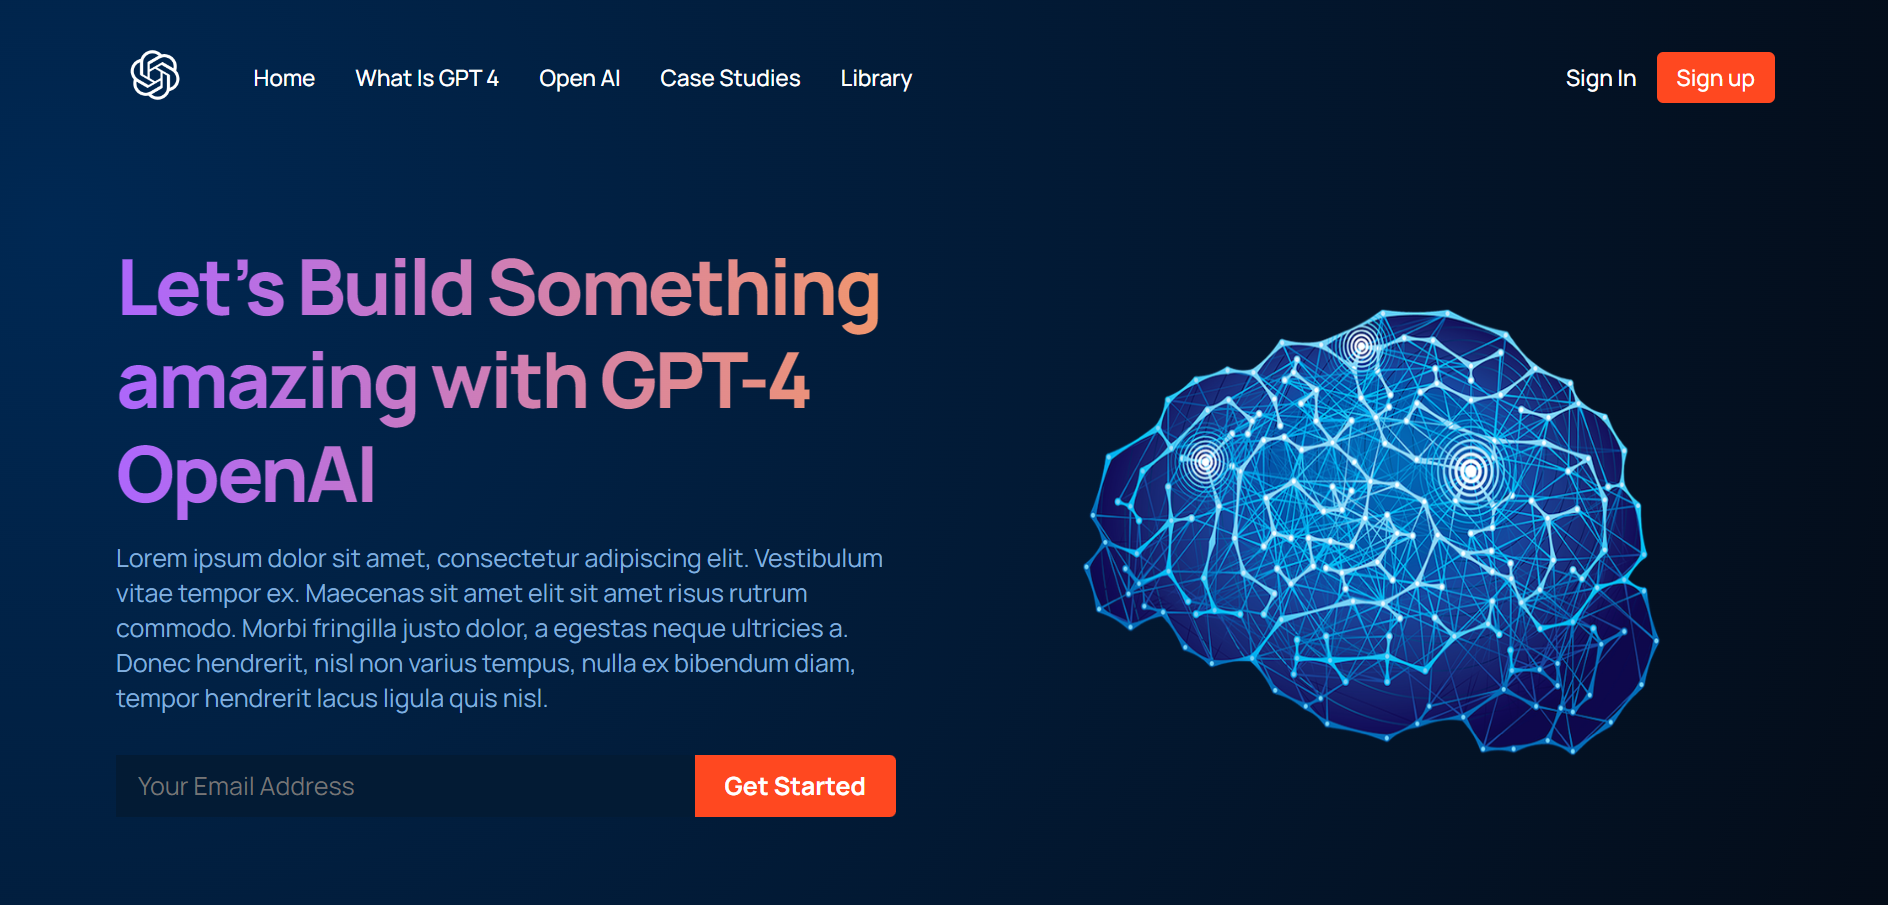 Home What Is GPT 4 Open AI Case Studies Library Sign In Sign up
Let’s Build Something
amazing with GPT-4
OpenAI
Lorem ipsum dolor sit amet, consectetur adipiscing elit. Vestibulum
vitae tempor ex. Maecenas sit amet elit sit amet risus rutrum
commodo. Morbi fringilla justo dolor, a egestas neque ultricies a.
Donec hendrerit, nisl non varius tempus, nulla ex bibendum diam,
tempor hendrerit lacus ligula quis nisl.
Your Email Address Get Started